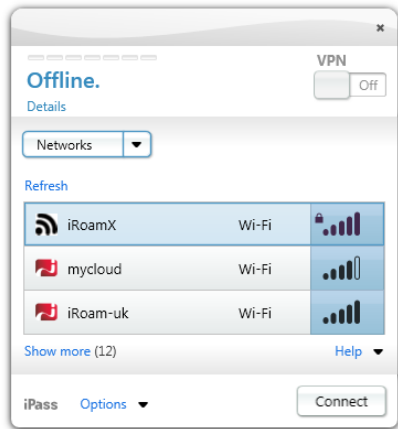 VPN
Offline.
Off
Details
Networks
Refresh
iRoamX Wi-Fi
mycloud Wi-Fi
iRoam-uk Wi-Fi
Show more (12) Help
iPass Options Connect